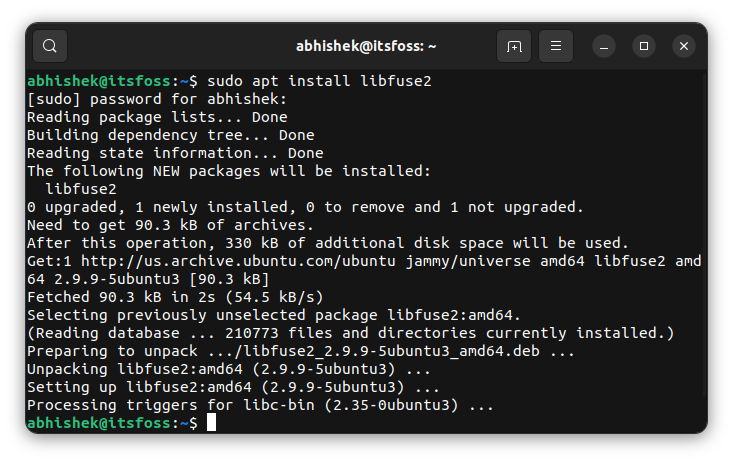 abhishek@itsfoss: ~
abhishek@itsfoss:~$ sudo apt install libfuse2
[sudo] password for abhishek:
Reading package lists... Done
Building dependency tree... Done
Reading state information... Done
The following NEW packages will be installed:
  libfuse2
0 upgraded, 1 newly installed, 0 to remove and 1 not upgraded.
Need to get 90.3 kB of archives.
After this operation, 330 kB of additional disk space will be used.
Get:1 http://us.archive.ubuntu.com/ubuntu jammy/universe amd64 libfuse2 amd
64 2.9.9-5ubuntu3 [90.3 kB]
Fetched 90.3 kB in 2s (54.5 kB/s)
Selecting previously unselected package libfuse2:amd64.
(Reading database ... 210773 files and directories currently installed.)
Preparing to unpack .../libfuse2_2.9.9-5ubuntu3_amd64.deb ...
Unpacking libfuse2:amd64 (2.9.9-5ubuntu3) ...
Setting up libfuse2:amd64 (2.9.9-5ubuntu3) ...
Processing triggers for libc-bin (2.35-0ubuntu3) ...
abhishek@itsfoss:~$